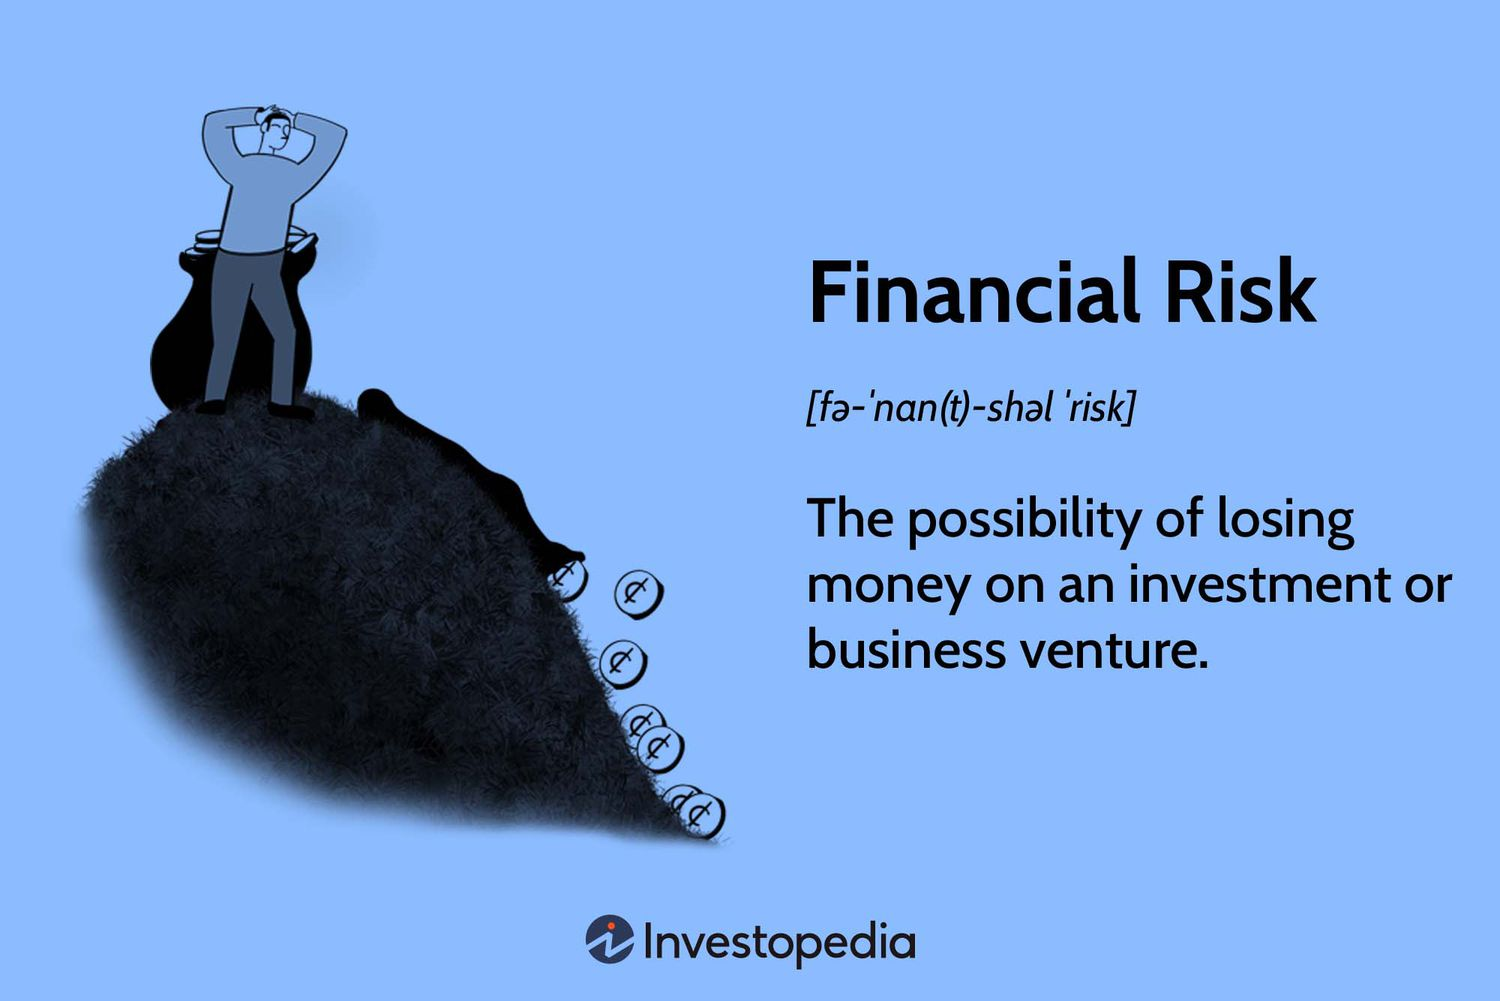 Financial Risk
[fə-ˈnan(t)-shəl ˈrisk]
The possibility of losing
money on an investment or
business venture.
¢
¢
¢
¢
¢
¢
¢
Investopedia